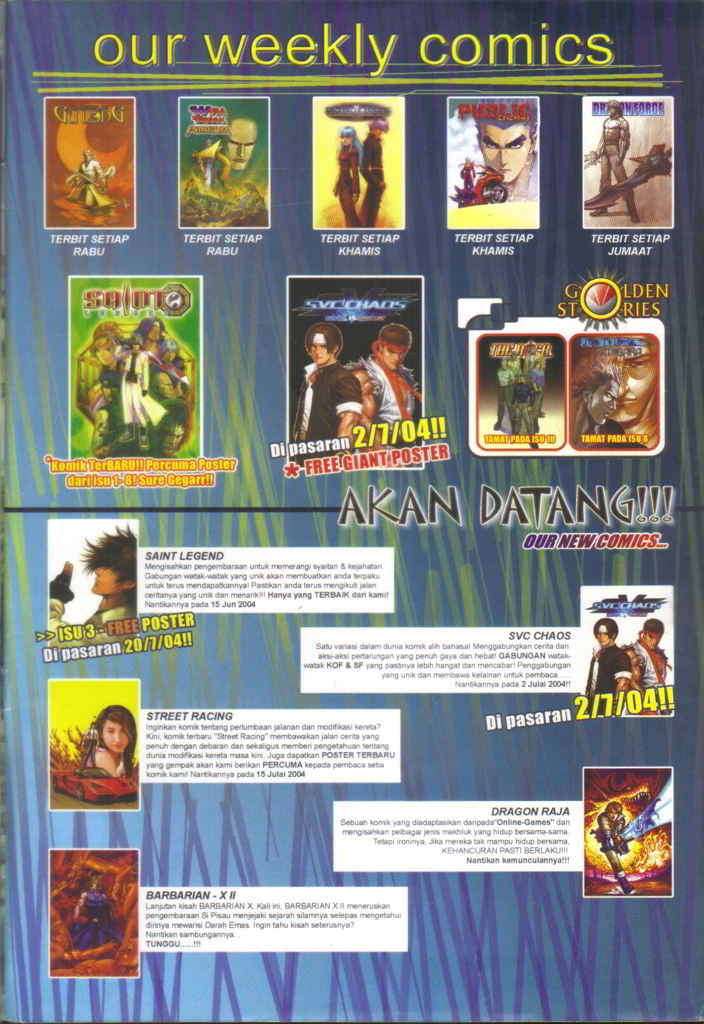 our weekly comics
GUNONG
PUBLIC
DRAGON FORCE
TERBIT SETIAP
RABU
TERBIT SETIAP
RABU
TERBIT SETIAP
KHAMIS
TERBIT SETIAP
KHAMIS
TERBIT SETIAP
JUMAAT
SAINT
LEGEND
SVC CHAOS
GOLDEN
STORIES
TAMAT PADA ISU 10
TAMAT PADA ISU 8
Di pasaran 2/7/04!!
* FREE GIANT POSTER
*Komik TerBARU!! Percuma Poster
dari isu 1- 8! Sure Gegarr!!
AKAN DATANG!!!
OUR NEW COMICS...
SAINT LEGEND
Mengisahkan pengembaraan untuk memerangi syaitan & kejahatan.
Gabungan watak-watak yang unik akan membuatkan anda terpaku
untuk terus mendapatkannya! Pastikan anda terus mengikuti jalan
ceritanya yang unik dan menarik!!! Hanya yang TERBAIK dari kami!
Nantikannya pada 15 Jun 2004
>> ISU 3 - FREE POSTER
Di pasaran 20/7/04!!
SVC CHAOS
Satu variasi dalam dunia komik alih bahasa! Menggabungkan cerita dan
aksi-aksi pertarungan yang penuh gaya dan hebat! GABUNGAN watak-
watak KOF & SF yang pastinya lebih hangat dan mencabar! Penggabungan
yang unik dan membawa kelainan untuk pembaca......
Nantikannya pada 2 Julai 2004!!
SVC CHAOS
Di pasaran 2/7/04!!
STREET RACING
Inginkan komik tentang perlumbaan jalanan dan modifikasi kereta?
Kini, komik terbaru "Street Racing" membawakan jalan cerita yang
penuh dengan debaran dan sekaligus memberi pengetahuan tentang
dunia modifikasi kereta masa kini. Juga dapatkan POSTER TERBARU
yang gempak akan kami berikan PERCUMA kepada pembaca setia
komik kami! Nantikannya pada 15 Julai 2004
DRAGON RAJA
Sebuah komik yang diadaptasikan daripada"Online-Games" dan
mengisahkan pelbagai jenis makhluk yang hidup bersama-sama.
Tetapi ironinya, Jika mereka tak mampu hidup bersama,
KEHANCURAN PASTI BERLAKU!!!
Nantikan kemunculannya!!!
BARBARIAN - X II
Lanjutan kisah BARBARIAN X. Kali ini, BARBARIAN X II meneruskan
pengembaraan Si Pisau menjejaki sejarah silamnya selepas mengetahui
dirinya mewarisi Darah Emas. Ingin tahu kisah seterusnya?
Nantikan sambungannya...
TUNGGU......!!!